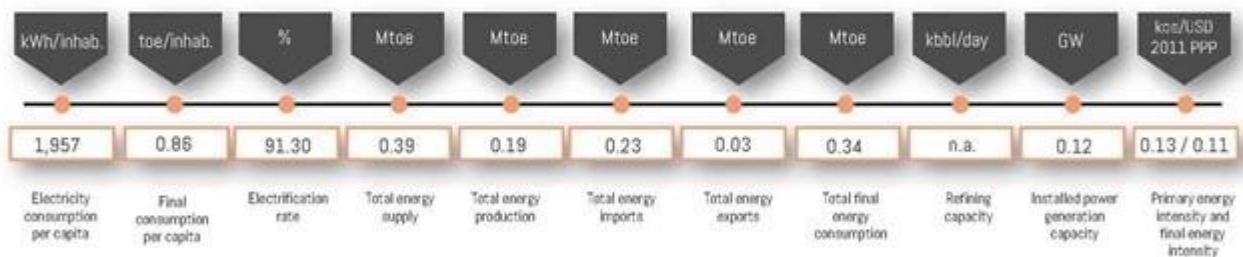 kWh/inhab.
toe/inhab.
%
Mtoe
Mtoe
Mtoe
Mtoe
Mtoe
kbbl/day
GW
koe/USD
2011 PPP
1,957
0.86
91.30
0.39
0.19
0.23
0.03
0.34
n.a.
0.12
0.13 / 0.11
Electricity
consumption
per capita
Final
consumption
per capita
Electrification
rate
Total energy
supply
Total energy
production
Total energy
imports
Total energy
exports
Total final
energy
consumption
Refining
capacity
Installed power
generation
capacity
Primary energy
intensity and
final energy
intensity